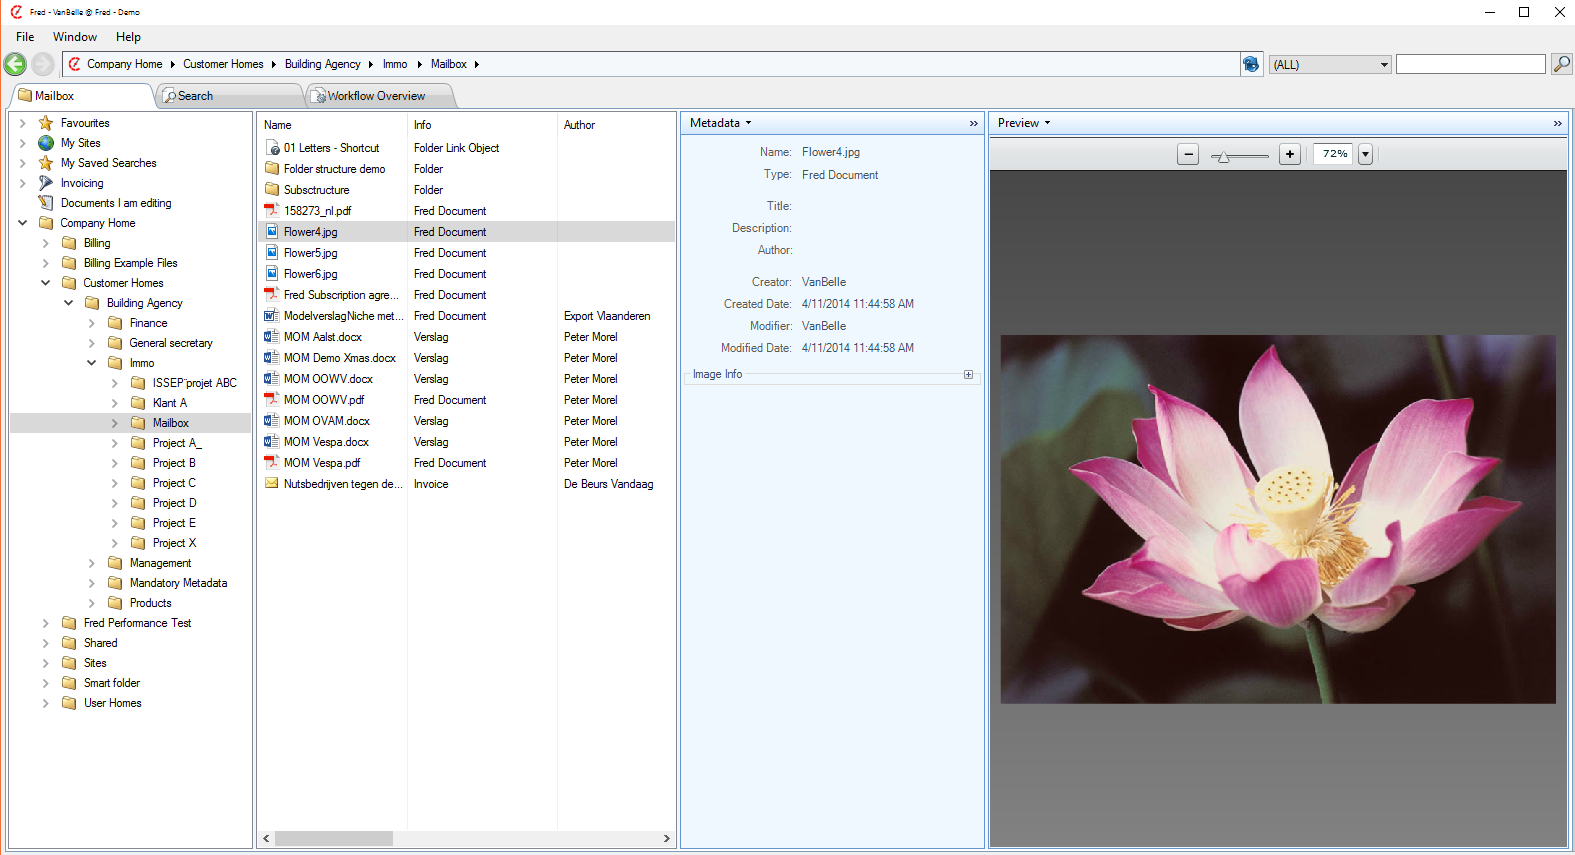 Fred - VanBelle @ Fred - Demo
File Window Help
Company Home Customer Homes Building Agency Immo Mailbox
(ALL)
Mailbox
Search
Workflow Overview
Favourites
My Sites
My Saved Searches
Invoicing
Documents I am editing
Company Home
Billing
Billing Example Files
Customer Homes
Building Agency
Finance
General secretary
Immo
ISSEP¨projet ABC
Klant A
Mailbox
Project A_
Project B
Project C
Project D
Project E
Project X
Management
Mandatory Metadata
Products
Fred Performance Test
Shared
Sites
Smart folder
User Homes
Name Info Author
01 Letters - Shortcut Folder Link Object
Folder structure demo Folder
Subsctructure Folder
158273_nl.pdf Fred Document
Flower4.jpg Fred Document
Flower5.jpg Fred Document
Flower6.jpg Fred Document
Fred Subscription agre... Fred Document
ModelverslagNiche met... Fred Document Export Vlaanderen
MOM Aalst.docx Verslag Peter Morel
MOM Demo Xmas.docx Verslag Peter Morel
MOM OOWV.docx Verslag Peter Morel
MOM OOWV.pdf Fred Document Peter Morel
MOM OVAM.docx Verslag Peter Morel
MOM Vespa.docx Verslag Peter Morel
MOM Vespa.pdf Fred Document Peter Morel
Nutsbedrijven tegen de... Invoice De Beurs Vandaag
Metadata
Name: Flower4.jpg
Type: Fred Document
Title:
Description:
Author:
Creator: VanBelle
Created Date: 4/11/2014 11:44:58 AM
Modifier: VanBelle
Modified Date: 4/11/2014 11:44:58 AM
Image Info
Preview
72%